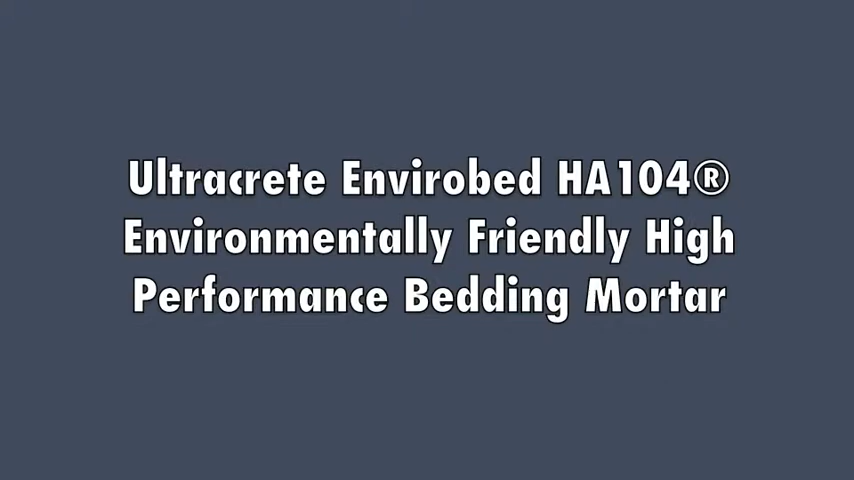 Ultracrete Envirobed HA104®
Environmentally Friendly High
Performance Bedding Mortar